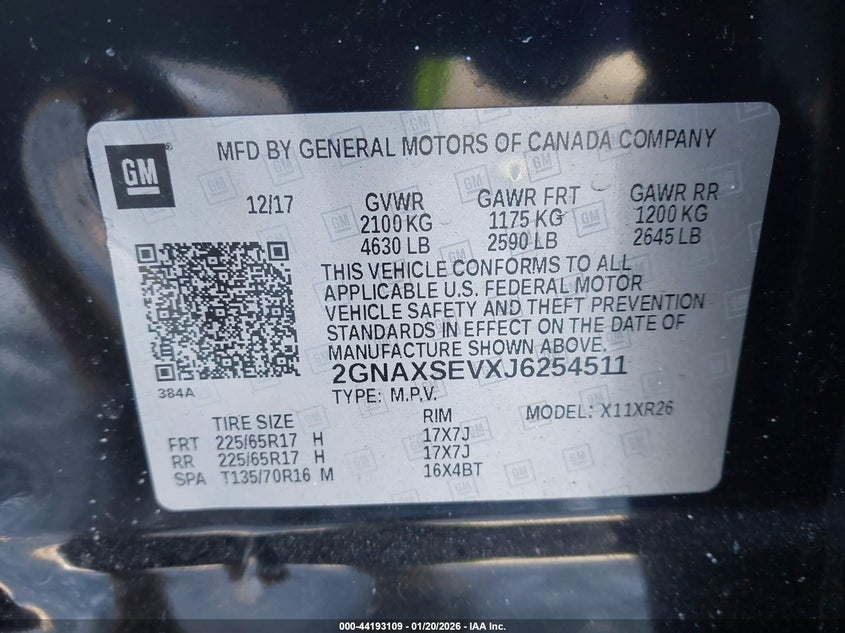 GM
MFD BY GENERAL MOTORS OF CANADA COMPANY
12/17 GVWR GAWR FRT GAWR RR
2100 KG 1175 KG 1200 KG
4630 LB 2590 LB 2645 LB
THIS VEHICLE CONFORMS TO ALL
APPLICABLE U.S. FEDERAL MOTOR
VEHICLE SAFETY AND THEFT PREVENTION
STANDARDS IN EFFECT ON THE DATE OF
MANUFACTURE SHOWN ABOVE.
2GNAXSEVXJ6254511
384A
TYPE: M.P.V. MODEL: X11XR26
TIRE SIZE RIM
FRT 225/65R17 H 17X7J
RR 225/65R17 H 17X7J
SPA T135/70R16 M 16X4BT
000-44193109 - 01/20/2026 - IAA Inc.